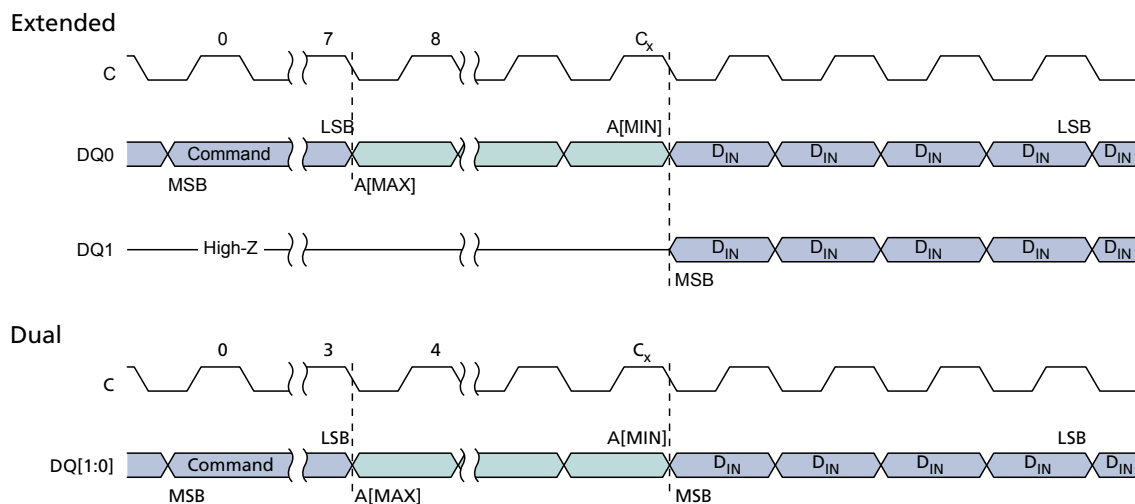 Extended
0 7 8 Cx
C
LSB A[MIN] LSB
DQ0 Command DIN DIN DIN DIN DIN
MSB A[MAX]
DQ1 High-Z DIN DIN DIN DIN DIN
MSB
Dual
0 3 4 Cx
C
LSB A[MIN] LSB
DQ[1:0] Command DIN DIN DIN DIN DIN
MSB A[MAX] MSB